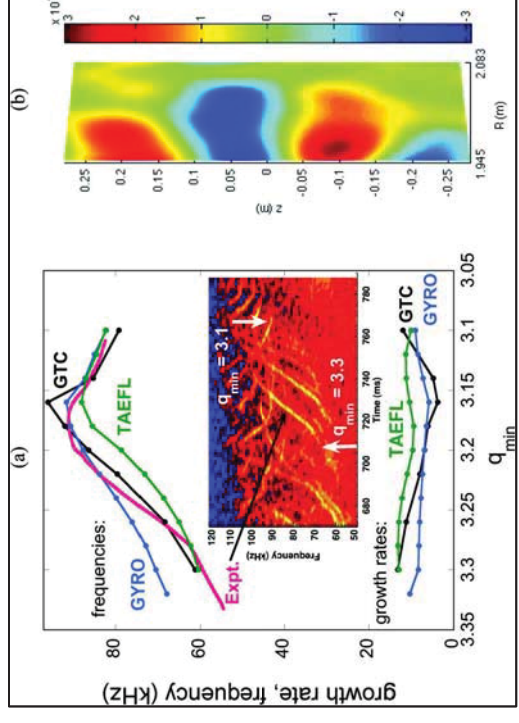 (a)
growth rate, frequency (kHz)
80
60
40
20
0
3.35
3.3
3.25
3.2
3.15
3.1
3.05
q_min
frequencies:
GYRO
Expt.
GTC
TAEFL
Frequency (kHz)
120
110
100
90
80
70
60
50
680
700
720
740
760
780
Time (ms)
q_min = 3.1
q_min = 3.3
growth rates:
TAEFL
GTC
GYRO
(b)
z (m)
0.25
0.2
0.15
0.1
0.05
0
-0.05
-0.1
-0.15
-0.2
-0.25
1.945
2.083
R (m)
3
2
1
0
-1
-2
-3